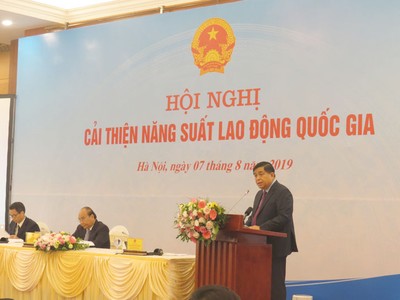 HỘI NGHỊ
CẢI THIỆN NĂNG SUẤT LAO ĐỘNG QUỐC GIA
Hà Nội, ngày 07 tháng 8 năm 2019